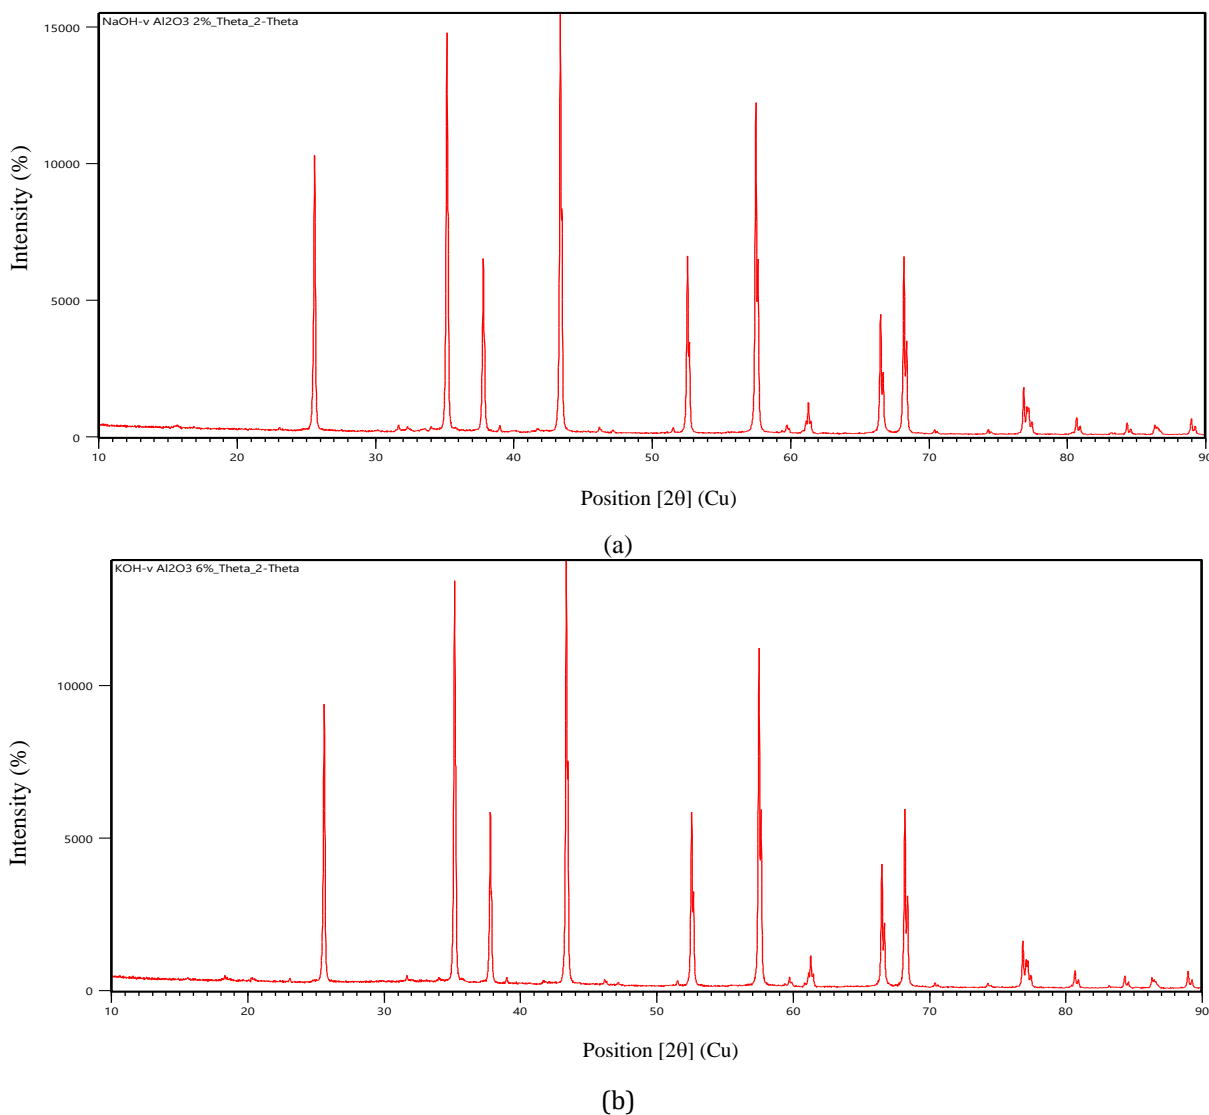 NaOH-v Al2O3 2%_Theta_2-Theta
15000
10000
5000
0
Intensity (%)
10 20 30 40 50 60 70 80 90
Position [2θ] (Cu)
(a)
KOH-v Al2O3 6%_Theta_2-Theta
10000
5000
0
Intensity (%)
10 20 30 40 50 60 70 80 90
Position [2θ] (Cu)
(b)